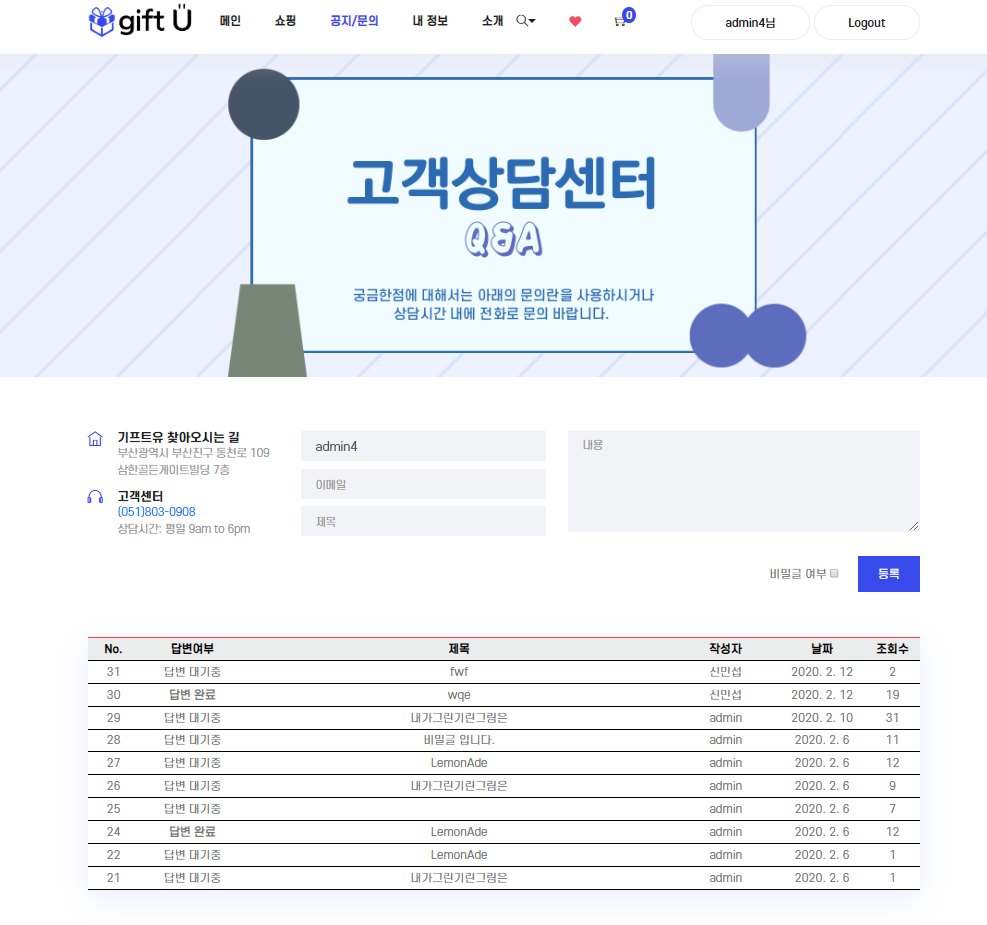 gift Ü 메인 쇼핑 공지/문의 내 정보 소개 0 admin4님 Logout
고객상담센터
Q&A
궁금한점에 대해서는 아래의 문의란을 사용하시거나
상담시간 내에 전화로 문의 바랍니다.
기프트유 찾아오시는 길
부산광역시 부산진구 동천로 109
삼한골든게이트빌딩 7층
고객센터
(051)803-0908
상담시간: 평일 9am to 6pm
admin4
이메일
제목
내용
비밀글 여부 등록
No. 답변여부 제목 작성자 날짜 조회수
31 답변 대기중 fwf 신민섭 2020. 2. 12 2
30 답변 완료 wqe 신민섭 2020. 2. 12 19
29 답변 대기중 내가그린기린그림은 admin 2020. 2. 10 31
28 답변 대기중 비밀글 입니다. admin 2020. 2. 6 11
27 답변 대기중 LemonAde admin 2020. 2. 6 12
26 답변 대기중 내가그린기린그림은 admin 2020. 2. 6 9
25 답변 대기중 admin 2020. 2. 6 7
24 답변 완료 LemonAde admin 2020. 2. 6 12
22 답변 대기중 LemonAde admin 2020. 2. 6 1
21 답변 대기중 내가그린기린그림은 admin 2020. 2. 6 1